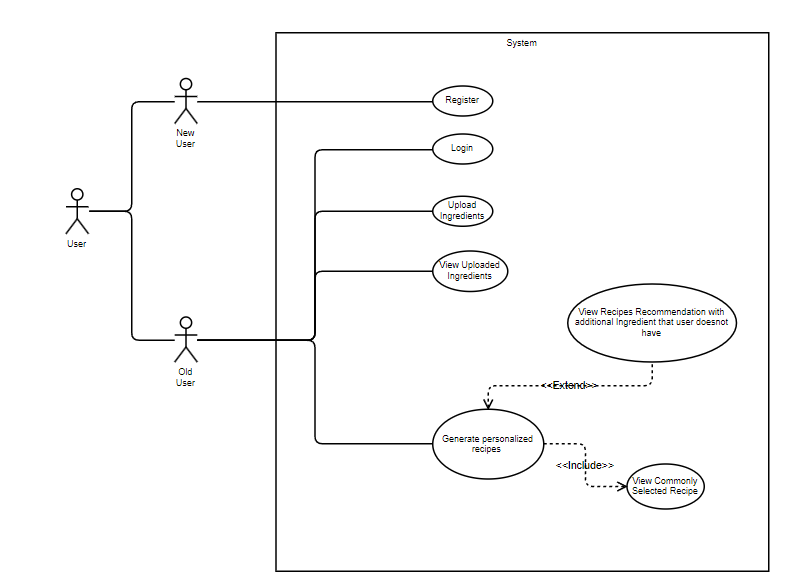 System
Register
New
User
Login
Upload
Ingredients
User
View Uploaded
Ingredients
View Recipes Recommendation with
additional Ingredient that user doesnot
have
Old
User
<<Extend>>
Generate personalized
recipes
<<Include>>
View Commonly
Selected Recipe